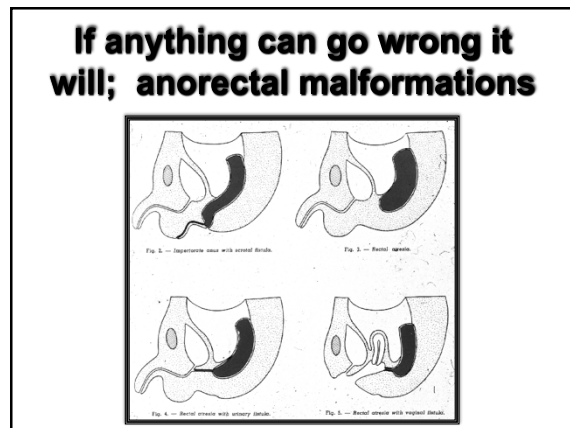 If anything can go wrong it
will; anorectal malformations
Fig. 2. — Imperforate anus with scrotal fistula.
Fig. 3. — Rectal atresia.
Fig. 4. — Rectal atresia with urinary fistula.
Fig. 5. — Rectal atresia with vaginal fistula.